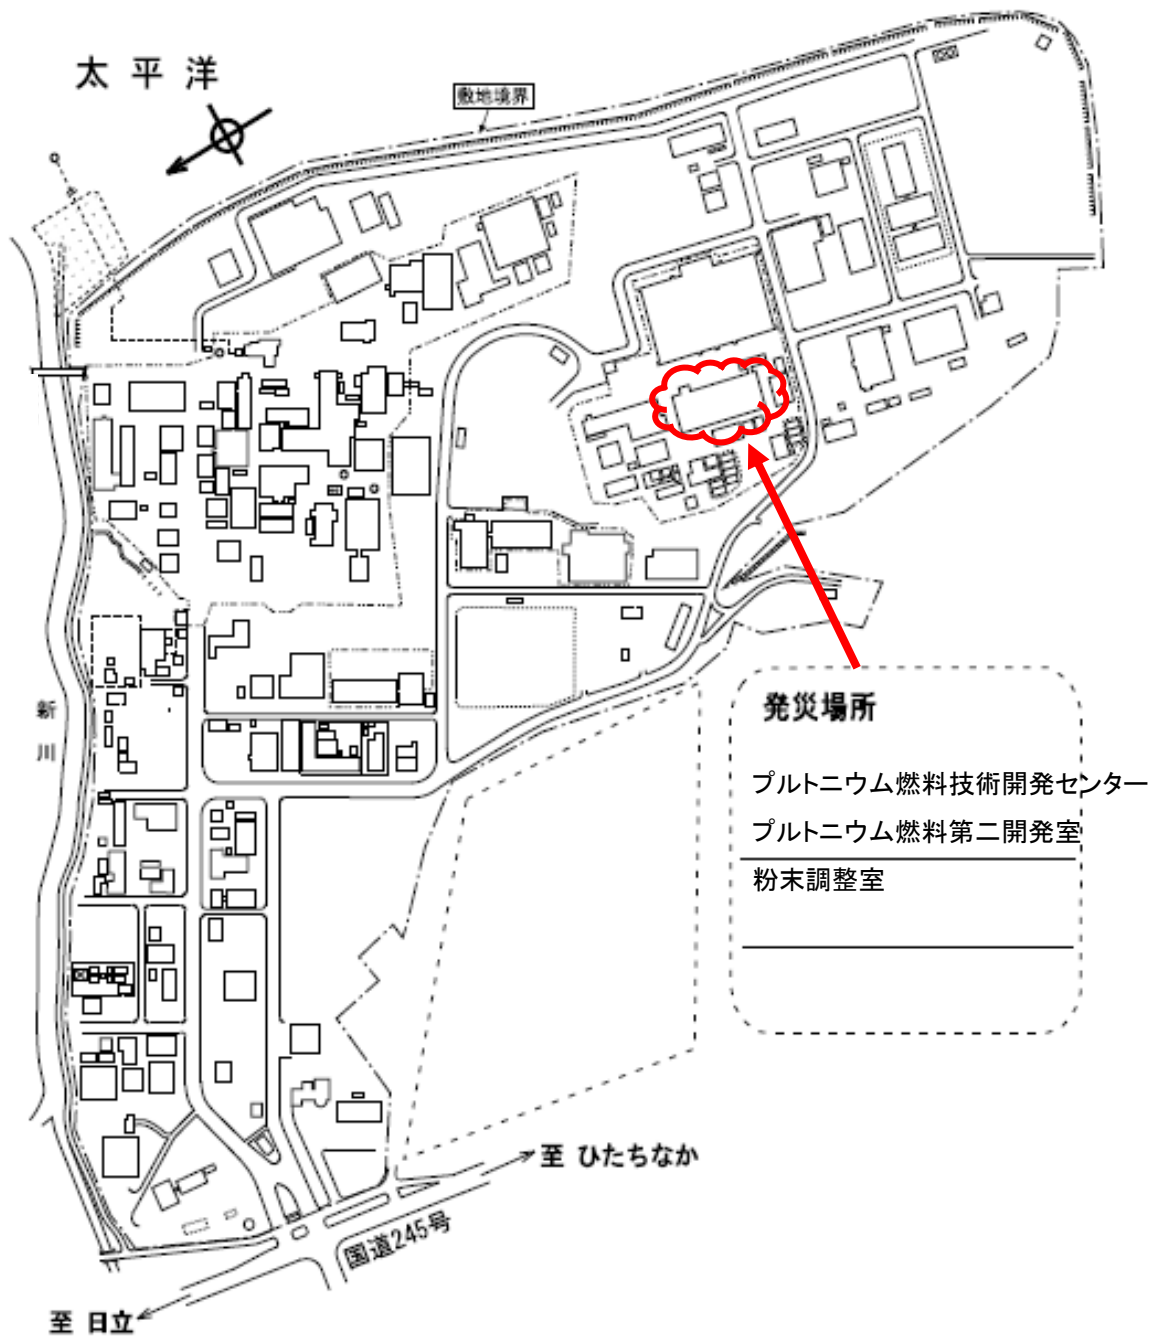 太平洋
敷地境界
新川
発災場所
プルトニウム燃料技術開発センター
プルトニウム燃料第二開発室
粉末調整室
至 ひたちなか
国道245号
至 日立